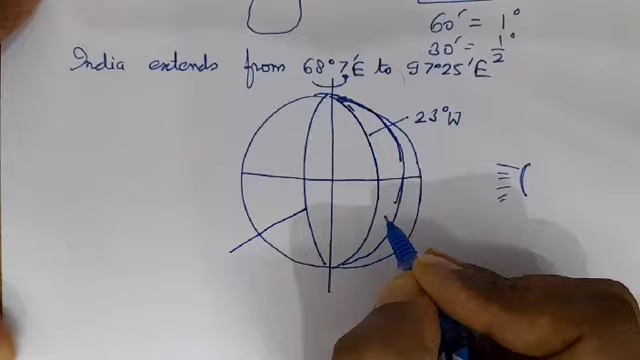 60′ = 1°
30′ = 1/2°
India extends from 68°7′E to 97°25′E
23°W